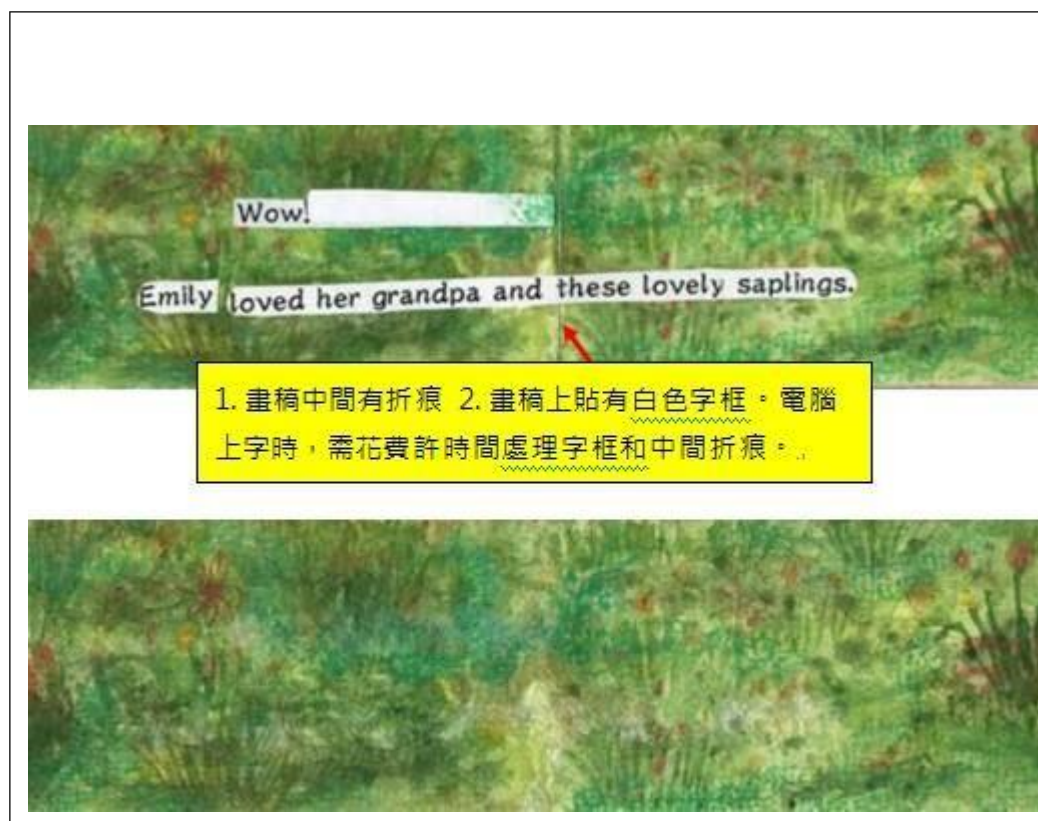 Wow!
Emily loved her grandpa and these lovely saplings.
1. 畫稿中間有折痕 2. 畫稿上貼有白色字框。電腦
上字時，需花費許時間處理字框和中間折痕。